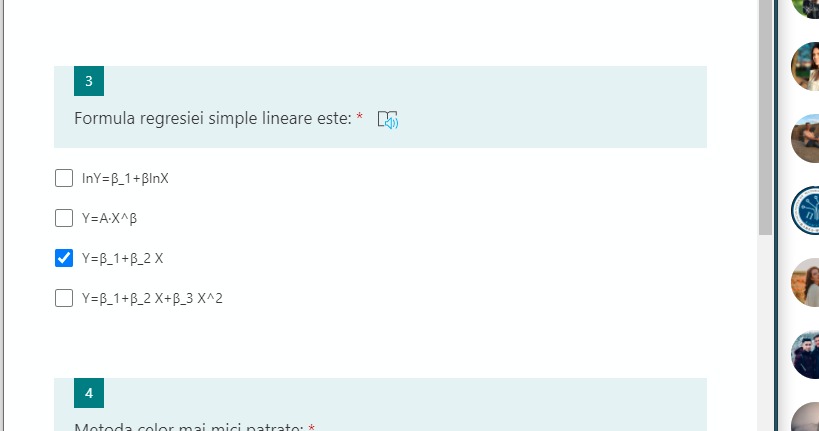 3
Formula regresiei simple lineare este: *
lnY=β_1+βlnX
Y=A∙X^β
Y=β_1+β_2 X
Y=β_1+β_2 X+β_3 X^2
4
Metoda celor mai mici patrate: *